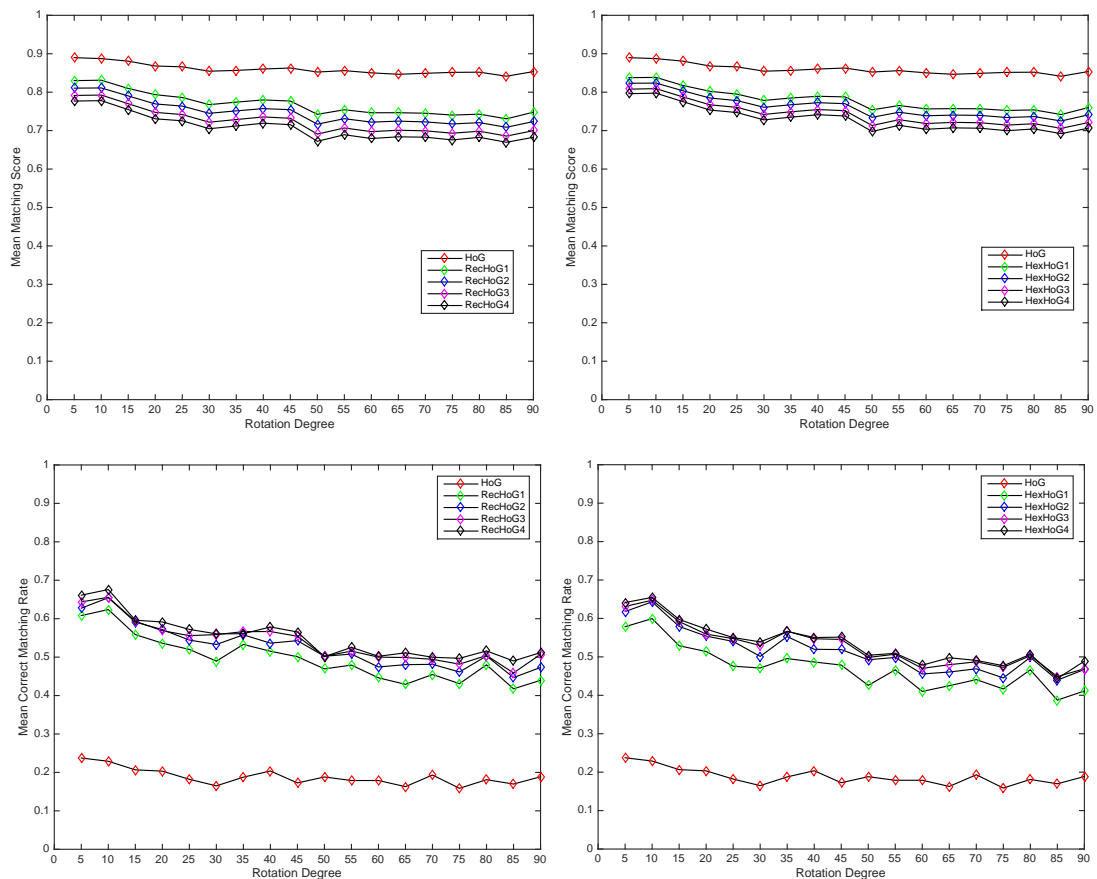 1
0.9
0.8
0.7
0.6
0.5
0.4
0.3
0.2
0.1
0
Mean Matching Score
HoG
RecHoG1
RecHoG2
RecHoG3
RecHoG4
0 5 10 15 20 25 30 35 40 45 50 55 60 65 70 75 80 85 90
Rotation Degree
1
0.9
0.8
0.7
0.6
0.5
0.4
0.3
0.2
0.1
0
Mean Matching Score
HoG
HexHoG1
HexHoG2
HexHoG3
HexHoG4
0 5 10 15 20 25 30 35 40 45 50 55 60 65 70 75 80 85 90
Rotation Degree
1
0.9
0.8
0.7
0.6
0.5
0.4
0.3
0.2
0.1
0
Mean Correct Matching Rate
HoG
RecHoG1
RecHoG2
RecHoG3
RecHoG4
0 5 10 15 20 25 30 35 40 45 50 55 60 65 70 75 80 85 90
Rotation Degree
1
0.9
0.8
0.7
0.6
0.5
0.4
0.3
0.2
0.1
0
Mean Correct Matching Rate
HoG
HexHoG1
HexHoG2
HexHoG3
HexHoG4
0 5 10 15 20 25 30 35 40 45 50 55 60 65 70 75 80 85 90
Rotation Degree